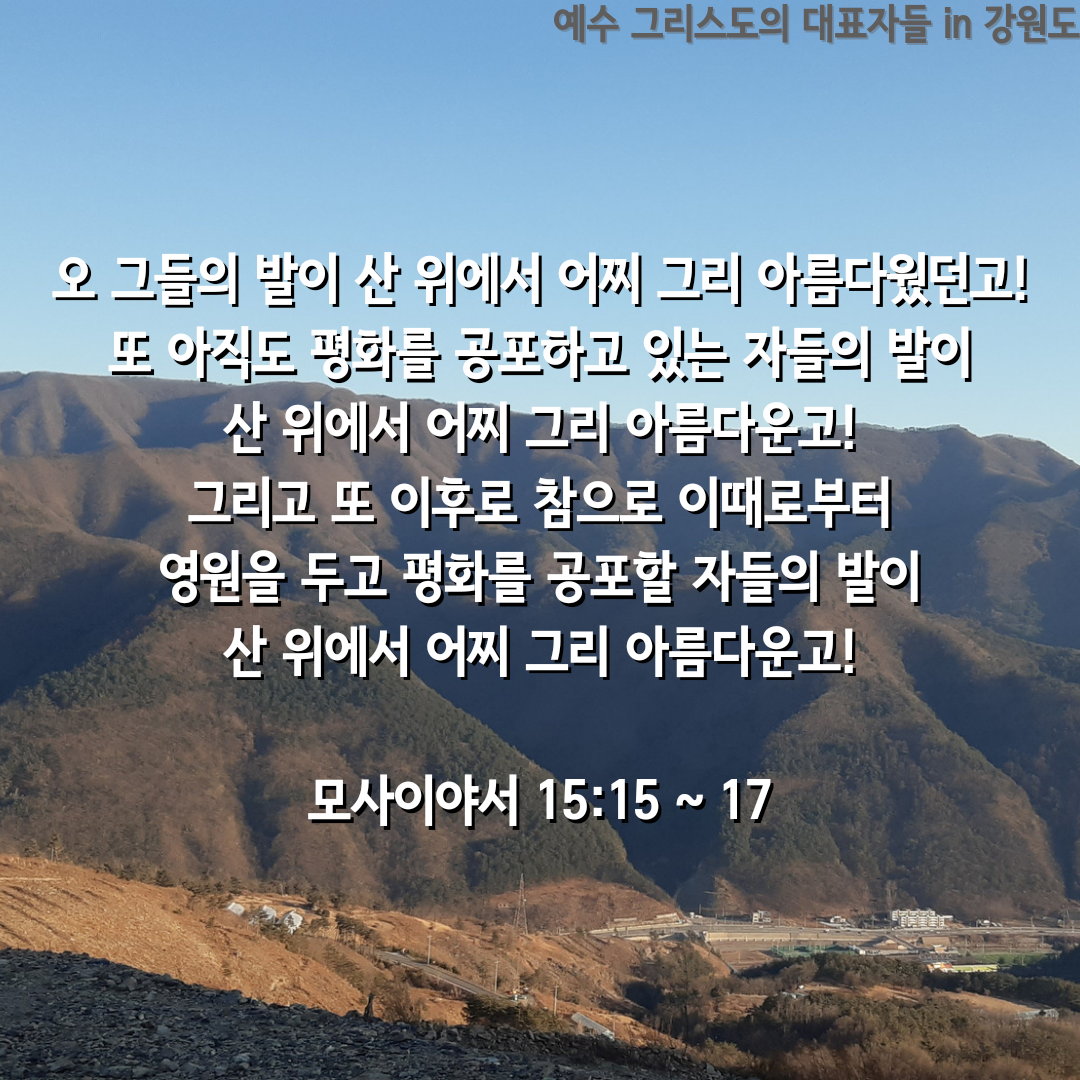 예수 그리스도의 대표자들 in 강원도
오 그들의 발이 산 위에서 어찌 그리 아름다웠던고!
또 아직도 평화를 공포하고 있는 자들의 발이
산 위에서 어찌 그리 아름다운고!
그리고 또 이후로 참으로 이때로부터
영원을 두고 평화를 공포할 자들의 발이
산 위에서 어찌 그리 아름다운고!
모사이야서 15:15 ~ 17